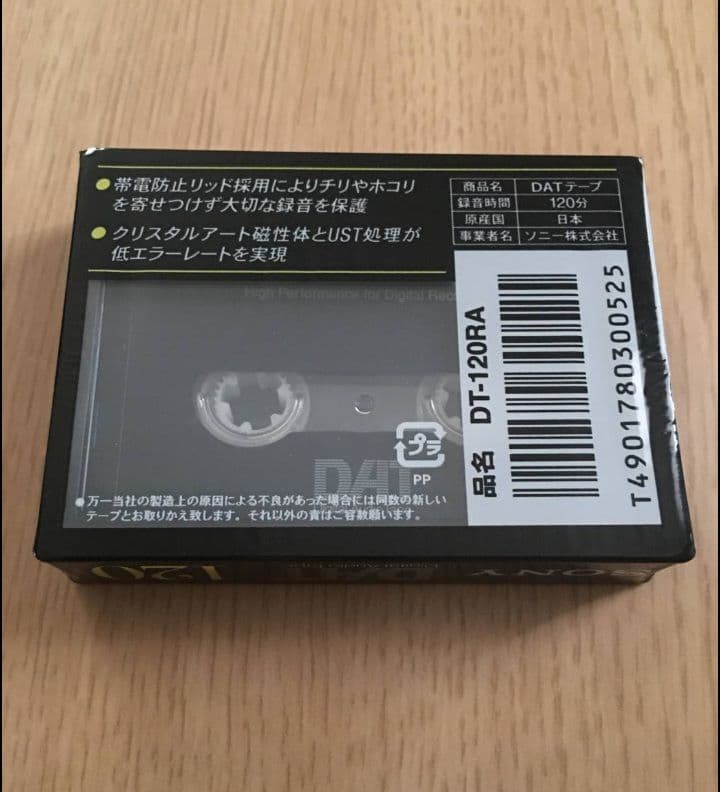 ●帯電防止リッド採用によりチリやホコリ
を寄せつけず大切な録音を保護
●クリスタルアート磁性体とUST処理が
低エラーレートを実現
商品名 DATテープ
録音時間 120分
原産国 日本
事業者名 ソニー株式会社
High Performance for Digital Rec
品名 DT-120RA
T4901780300525
プラ
PP
DAT
●万一当社の製造上の原因による不良があった場合には同数の新しい
テープとお取りかえ致します。それ以外の責はご容赦願います。
SONY
DAT
120